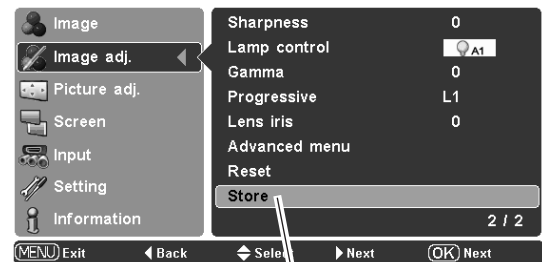 Image
Image adj.
Picture adj.
Screen
Input
Setting
Information
Sharpness 0
Lamp control A1
Gamma 0
Progressive L1
Lens iris 0
Advanced menu
Reset
Store
2 / 2
MENU Exit Back Select Next OK Next